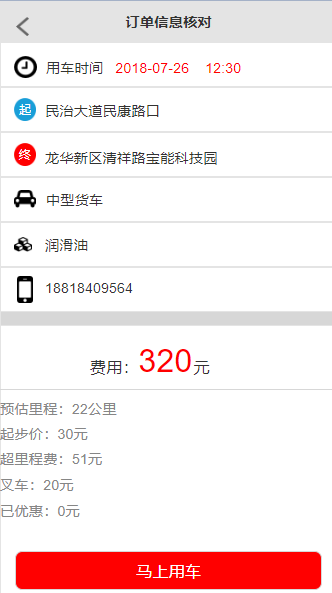 订单信息核对
用车时间 2018-07-26 12:30
起 民治大道民康路口
终 龙华新区清祥路宝能科技园
中型货车
润滑油
18818409564
费用：320元
预估里程：22公里
起步价：30元
超里程费：51元
叉车：20元
已优惠：0元
马上用车